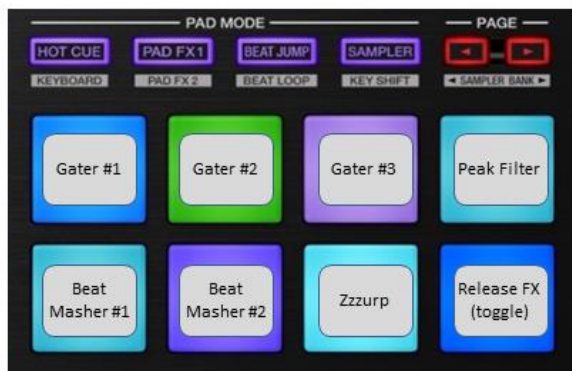 PAD MODE PAGE
HOT CUE PAD FX1 BEAT JUMP SAMPLER ◄ ►
KEYBOARD PAD FX 2 BEAT LOOP KEY SHIFT ◄ SAMPLER BANK ►
Gater #1 Gater #2 Gater #3 Peak Filter
Beat Beat Zzzurp Release FX
Masher #1 Masher #2 (toggle)